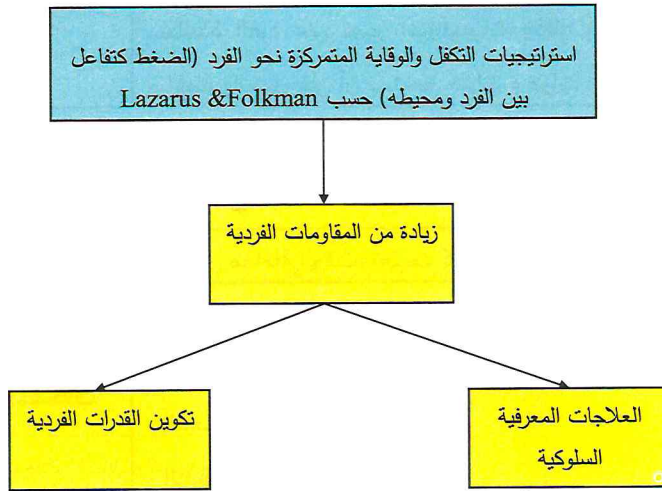 استراتيجيات التكفل والوقاية المتمركزة نحو الفرد (الضغط كتفاعل
بين الفرد ومحيطه) حسب Lazarus &Folkman
زيادة من المقاومات الفردية
العلاجات المعرفية
السلوكية
تكوين القدرات الفردية